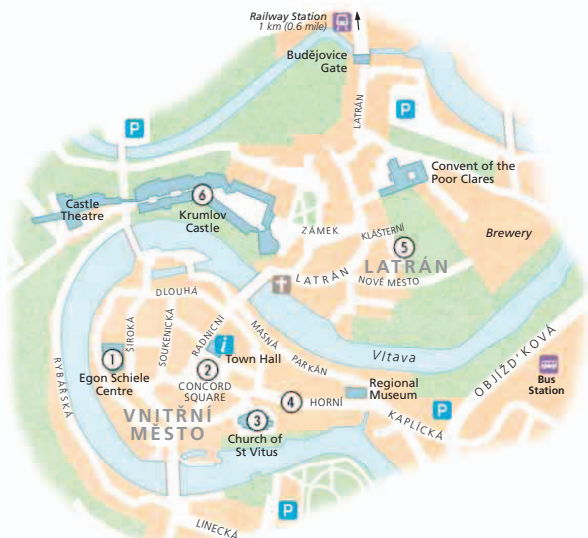 Railway Station
1 km (0.6 mile)
Budějovice
Gate
P
LATRÁN
P
Convent of the
Poor Clares
Castle
Theatre
6
Krumlov
Castle
ZÁMEK
KLÁŠTERNÍ
5
Brewery
LATRÁN
LATRÁN
NOVÉ MĚSTO
DLOUHÁ
ŠIROKÁ
SOUKENICKÁ
RADNIČNÍ
MASNÁ
i
Town Hall
PARKÁN
Vltava
OBJÍŽĎ'KOVÁ
Bus
Station
RYBÁŘSKÁ
1
Egon Schiele
Centre
2
CONCORD
SQUARE
4
HORNÍ
Regional
Museum
KAPLICKÁ
P
VNITŘNÍ
MĚSTO
3
Church of
St Vitus
P
LINECKÁ